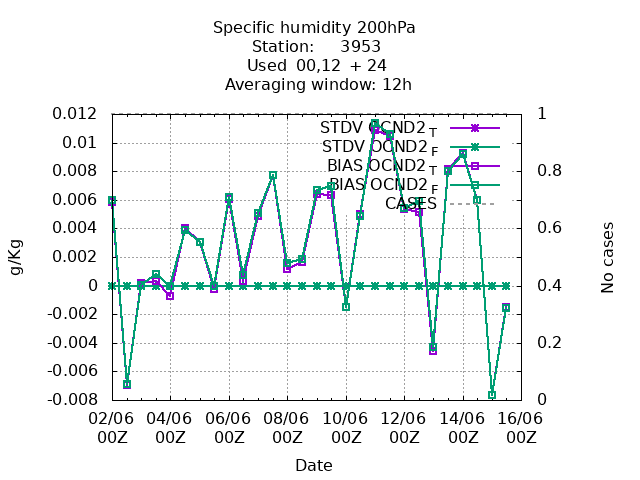 Specific humidity 200hPa
Station: 3953
Used 00,12 + 24
Averaging window: 12h
0.012
0.01
0.008
0.006
0.004
0.002
0
-0.002
-0.004
-0.006
-0.008
g/Kg
STDV OCND2 T
STDV OCND2 F
BIAS OCND2 T
BIAS OCND2 F
CASES
1
0.8
0.6
0.4
0.2
0
No cases
02/06 04/06 06/06 08/06 10/06 12/06 14/06 16/06
00Z 00Z 00Z 00Z 00Z 00Z 00Z 00Z
Date